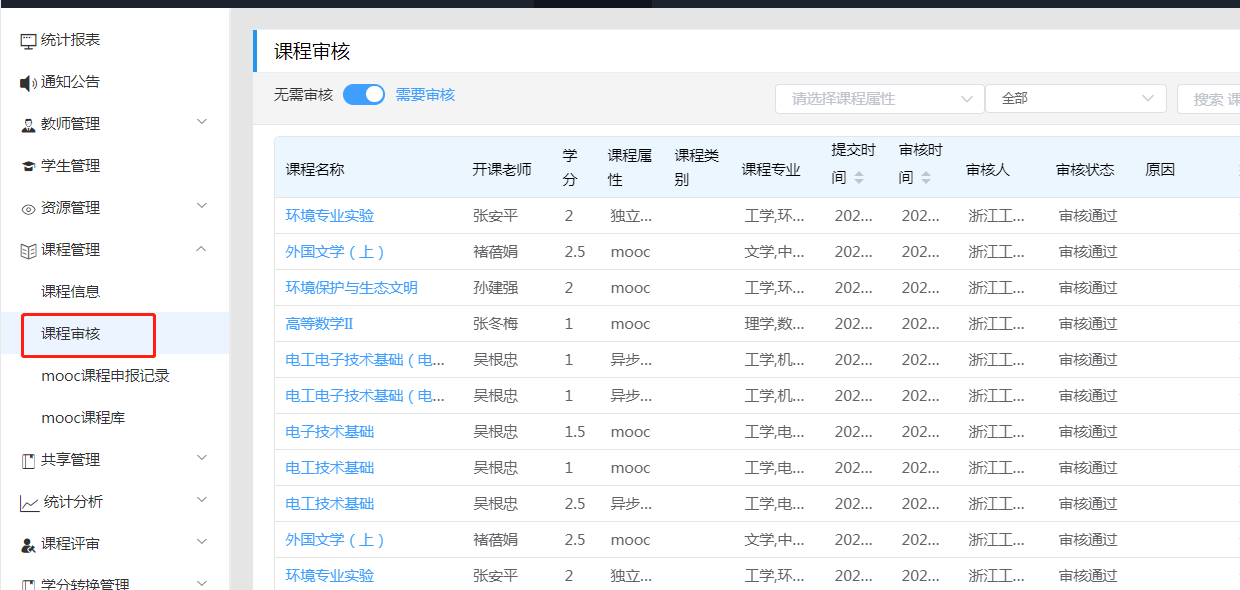 统计报表
通知公告
教师管理
学生管理
资源管理
课程管理
课程信息
课程审核
mooc课程申报记录
mooc课程库
共享管理
统计分析
课程评审
学分转换管理
课程审核
无需审核 需要审核 请选择课程属性 全部 搜索 课
课程名称 开课老师 学分 课程属性 课程类别 课程专业 提交时间 审核时间 审核人 审核状态 原因
环境专业实验 张安平 2 独立... 工学,环... 202... 202... 浙江工... 审核通过
外国文学（上） 褚蓓娟 2.5 mooc 文学,中... 202... 202... 浙江工... 审核通过
环境保护与生态文明 孙建强 2 mooc 工学,环... 202... 202... 浙江工... 审核通过
高等数学II 张冬梅 1 mooc 理学,数... 202... 202... 浙江工... 审核通过
电工电子技术基础（电... 吴根忠 1 异步... 工学,机... 202... 202... 浙江工... 审核通过
电工电子技术基础（电... 吴根忠 1 异步... 工学,机... 202... 202... 浙江工... 审核通过
电子技术基础 吴根忠 1.5 mooc 工学,电... 202... 202... 浙江工... 审核通过
电工技术基础 吴根忠 1 mooc 工学,电... 202... 202... 浙江工... 审核通过
电工技术基础 吴根忠 2.5 异步... 工学,电... 202... 202... 浙江工... 审核通过
外国文学（上） 褚蓓娟 2.5 mooc 文学,中... 202... 202... 浙江工... 审核通过
环境专业实验 张安平 2 独立... 工学,环... 202... 202... 浙江工... 审核通过